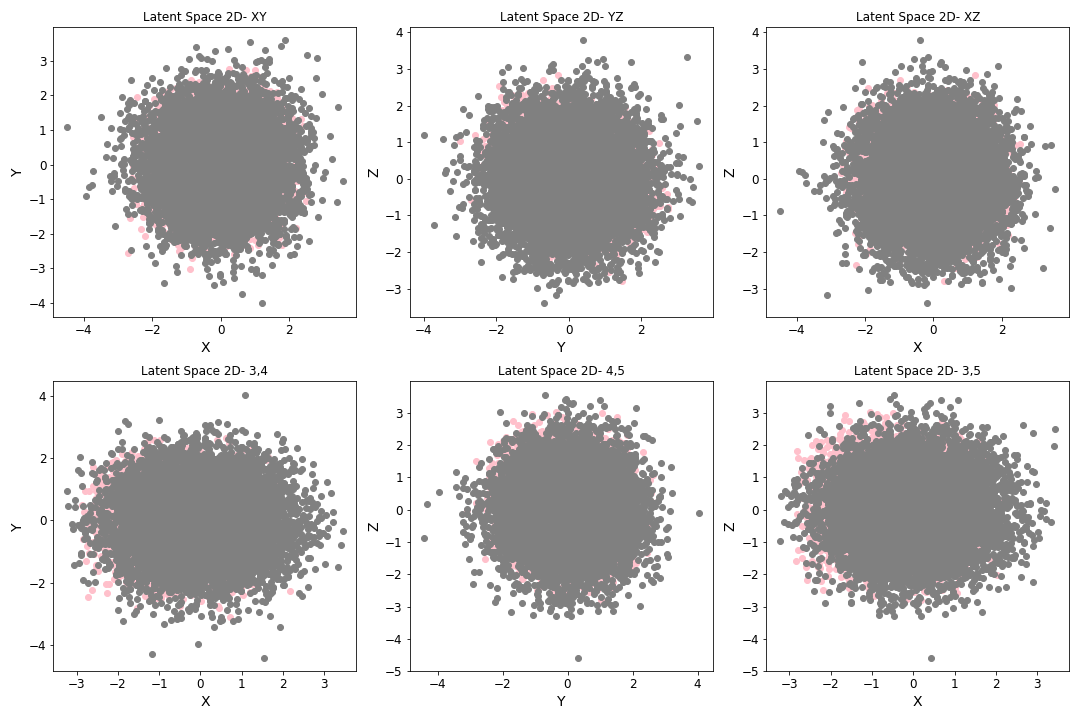 Latent Space 2D- XY
3
2
1
0
−1
−2
−3
−4
Y
−4 −2 0 2
X
Latent Space 2D- YZ
4
3
2
1
0
−1
−2
−3
Z
−4 −2 0 2
Y
Latent Space 2D- XZ
4
3
2
1
0
−1
−2
−3
Z
−4 −2 0 2
X
Latent Space 2D- 3,4
4
2
0
−2
−4
Y
−3 −2 −1 0 1 2 3
X
Latent Space 2D- 4,5
3
2
1
0
−1
−2
−3
−4
−5
Z
−4 −2 0 2 4
Y
Latent Space 2D- 3,5
3
2
1
0
−1
−2
−3
−4
−5
Z
−3 −2 −1 0 1 2 3
X